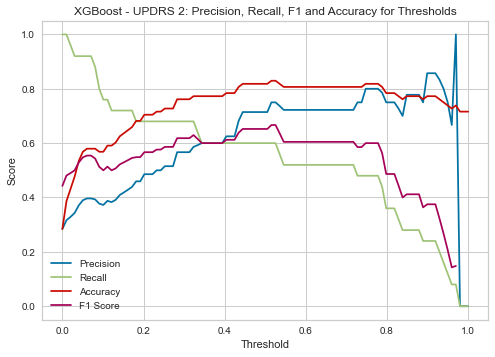 XGBoost - UPDRS 2: Precision, Recall, F1 and Accuracy for Thresholds
1.0
0.8
0.6
0.4
0.2
0.0
Score
Precision
Recall
Accuracy
F1 Score
0.0 0.2 0.4 0.6 0.8 1.0
Threshold